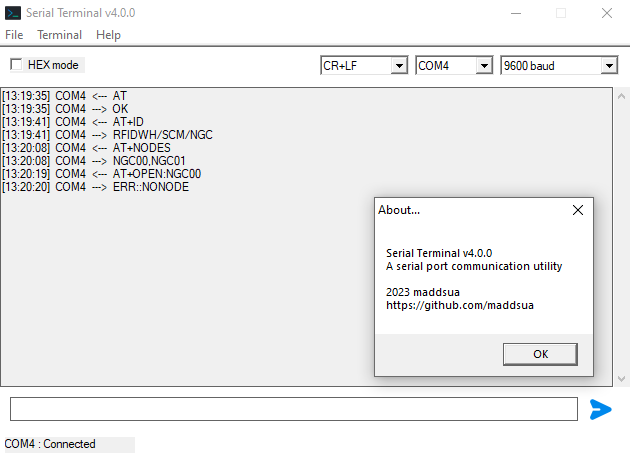 Serial Terminal v4.0.0
File Terminal Help
HEX mode CR+LF COM4 9600 baud
[13:19:35] COM4 <--- AT
[13:19:35] COM4 ---> OK
[13:19:41] COM4 <--- AT+ID
[13:19:41] COM4 ---> RFIDWH/SCM/NGC
[13:20:08] COM4 <--- AT+NODES
[13:20:08] COM4 ---> NGC00,NGC01
[13:20:19] COM4 <--- AT+OPEN:NGC00
[13:20:20] COM4 ---> ERR::NONODE
About...
Serial Terminal v4.0.0
A serial port communication utility
2023 maddsua
https://github.com/maddsua
OK
COM4 : Connected